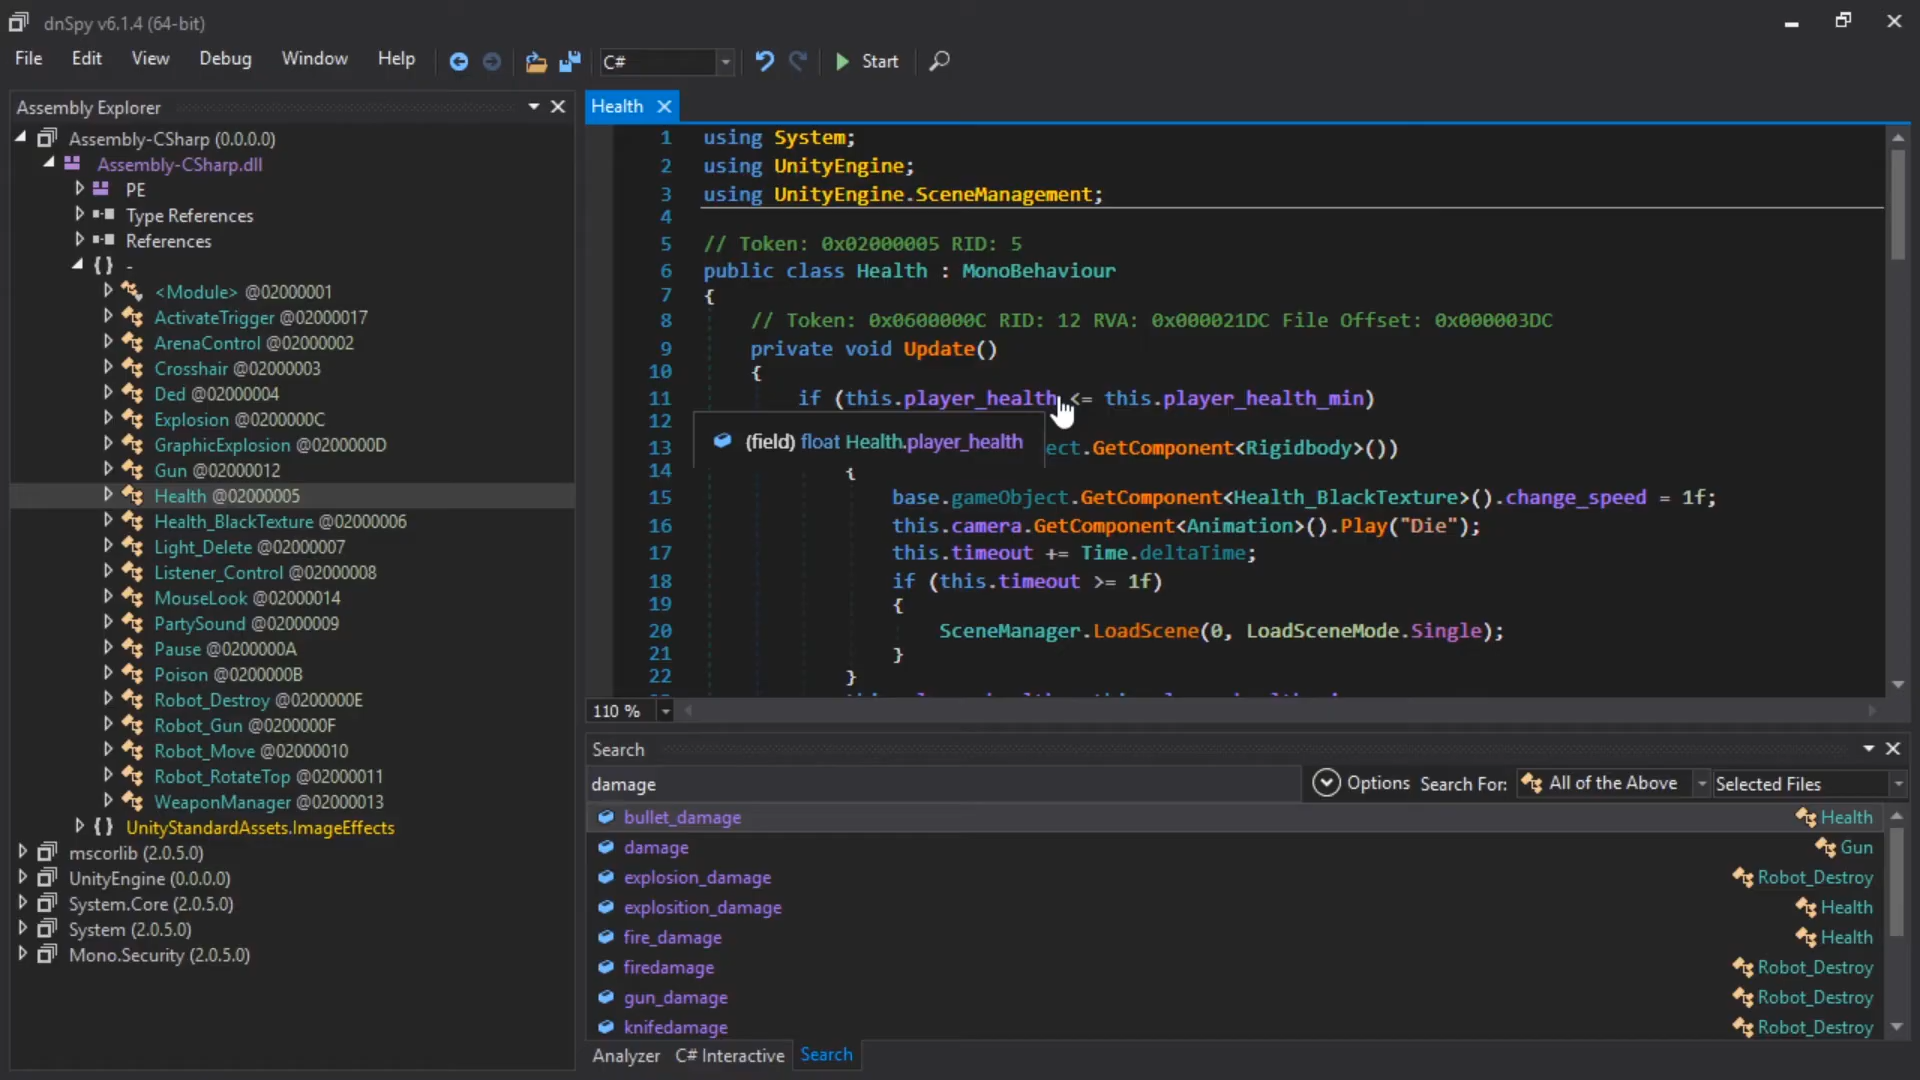 dnSpy v6.1.4 (64-bit)
File Edit View Debug Window Help C# Start
Assembly Explorer
Assembly-CSharp (0.0.0.0)
Assembly-CSharp.dll
PE
Type References
References
{ } -
<Module> @02000001
ActivateTrigger @02000017
ArenaControl @02000002
Crosshair @02000003
Ded @02000004
Explosion @0200000C
GraphicExplosion @0200000D
Gun @02000012
Health @02000005
Health_BlackTexture @02000006
Light_Delete @02000007
Listener_Control @02000008
MouseLook @02000014
PartySound @02000009
Pause @0200000A
Poison @0200000B
Robot_Destroy @0200000E
Robot_Gun @0200000F
Robot_Move @02000010
Robot_RotateTop @02000011
WeaponManager @02000013
{ } UnityStandardAssets.ImageEffects
mscorlib (2.0.5.0)
UnityEngine (0.0.0.0)
System.Core (2.0.5.0)
System (2.0.5.0)
Mono.Security (2.0.5.0)
Health
1 using System;
2 using UnityEngine;
3 using UnityEngine.SceneManagement;
4
5 // Token: 0x02000005 RID: 5
6 public class Health : MonoBehaviour
7 {
8 // Token: 0x0600000C RID: 12 RVA: 0x000021DC File Offset: 0x000003DC
9 private void Update()
10 {
11 if (this.player_health <= this.player_health_min)
12
(field) float Health.player_health
13 ect.GetComponent<Rigidbody>())
14 {
15 base.gameObject.GetComponent<Health_BlackTexture>().change_speed = 1f;
16 this.camera.GetComponent<Animation>().Play("Die");
17 this.timeout += Time.deltaTime;
18 if (this.timeout >= 1f)
19 {
20 SceneManager.LoadScene(0, LoadSceneMode.Single);
21 }
22 }
110 %
Search
damage Options Search For: All of the Above Selected Files
bullet_damage Health
damage Gun
explosion_damage Robot_Destroy
explosition_damage Health
fire_damage Health
firedamage Robot_Destroy
gun_damage Robot_Destroy
knifedamage Robot_Destroy
Analyzer C# Interactive Search